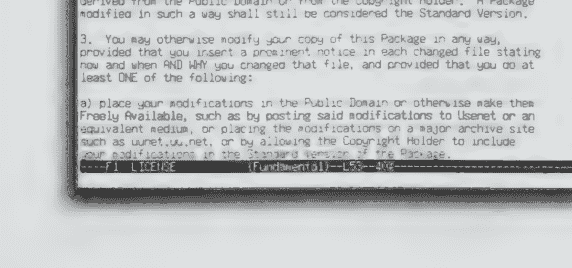 derived from the Public Domain or from the Copyright Holder. A Package
modified in such a way shall still be considered the Standard Version.
3. You may otherwise modify your copy of this Package in any way,
provided that you insert a prominent notice in each changed file stating
how and when AND WHY you changed that file, and provided that you do at
least ONE of the following:
a) place your modifications in the Public Domain or otherwise make them
Freely Available, such as by posting said modifications to Usenet or an
equivalent medium, or placing the modifications on a major archive site
such as uunet.uu.net, or by allowing the Copyright Holder to include
your modifications in the Standard Version of the Package.
----F1 LICENSE (Fundamental)--L53--40%